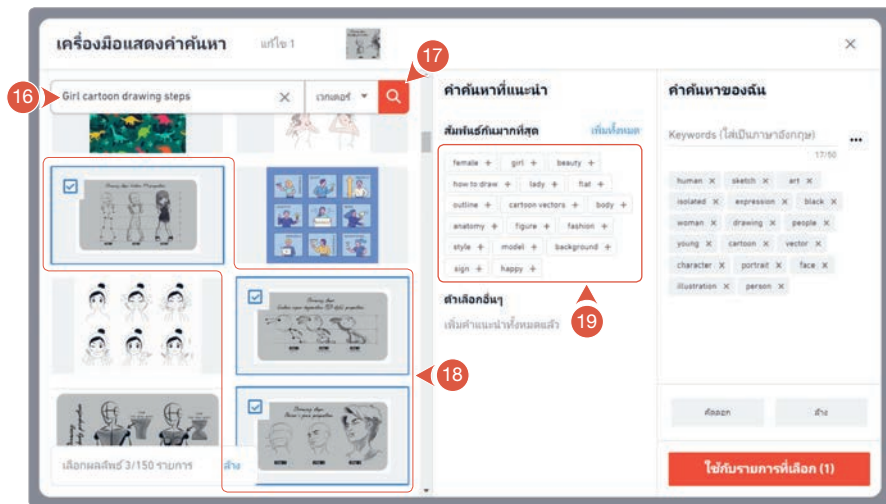 เครื่องมือแสดงคำค้นหา
แก้ไข 1
17
16
Girl cartoon drawing steps
เวกเตอร์
คำค้นหาที่แนะนำ
สัมพันธ์กันมากที่สุด
เพิ่มทั้งหมด
female +
girl +
beauty +
how to draw +
lady +
flat +
outline +
cartoon vectors +
body +
anatomy +
figure +
fashion +
style +
model +
background +
sign +
happy +
19
ตัวเลือกอื่นๆ
เพิ่มคำแนะนำทั้งหมดแล้ว
18
เลือกผลลัพธ์ 3/150 รายการ
ล้าง
คำค้นหาของฉัน
Keywords (ใส่เป็นภาษาอังกฤษ)
17/50
human X
sketch X
art X
isolated X
expression X
black X
woman X
drawing X
people X
young X
cartoon X
vector X
character X
portrait X
face X
illustration X
person X
คัดลอก
ล้าง
ใช้กับรายการที่เลือก (1)